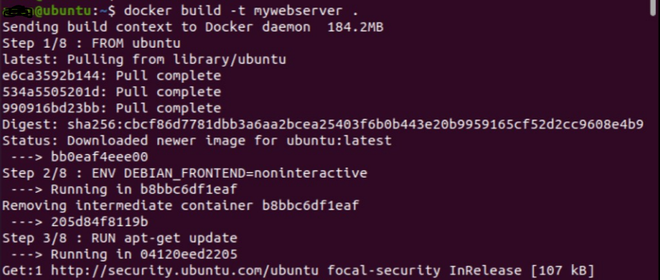 @ubuntu:~$ docker build -t mywebserver .
Sending build context to Docker daemon  184.2MB
Step 1/8 : FROM ubuntu
latest: Pulling from library/ubuntu
e6ca3592b144: Pull complete
534a5505201d: Pull complete
990916bd23bb: Pull complete
Digest: sha256:cbcf86d7781dbb3a6aa2bcea25403f6b0b443e20b9959165cf52d2cc9608e4b9
Status: Downloaded newer image for ubuntu:latest
 ---> bb0eaf4eee00
Step 2/8 : ENV DEBIAN_FRONTEND=noninteractive
 ---> Running in b8bbc6df1eaf
Removing intermediate container b8bbc6df1eaf
 ---> 205d84f8119b
Step 3/8 : RUN apt-get update
 ---> Running in 04120eed2205
Get:1 http://security.ubuntu.com/ubuntu focal-security InRelease [107 kB]